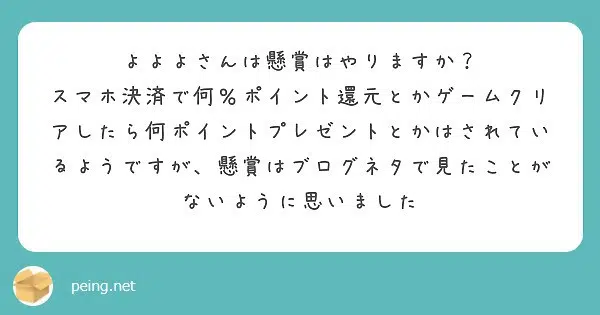 よよよさんは懸賞はやりますか？
スマホ決済で何％ポイント還元とかゲームクリ
アしたら何ポイントプレゼントとかはされてい
るようですが、懸賞はブログネタで見たことが
ないように思いました
peing.net